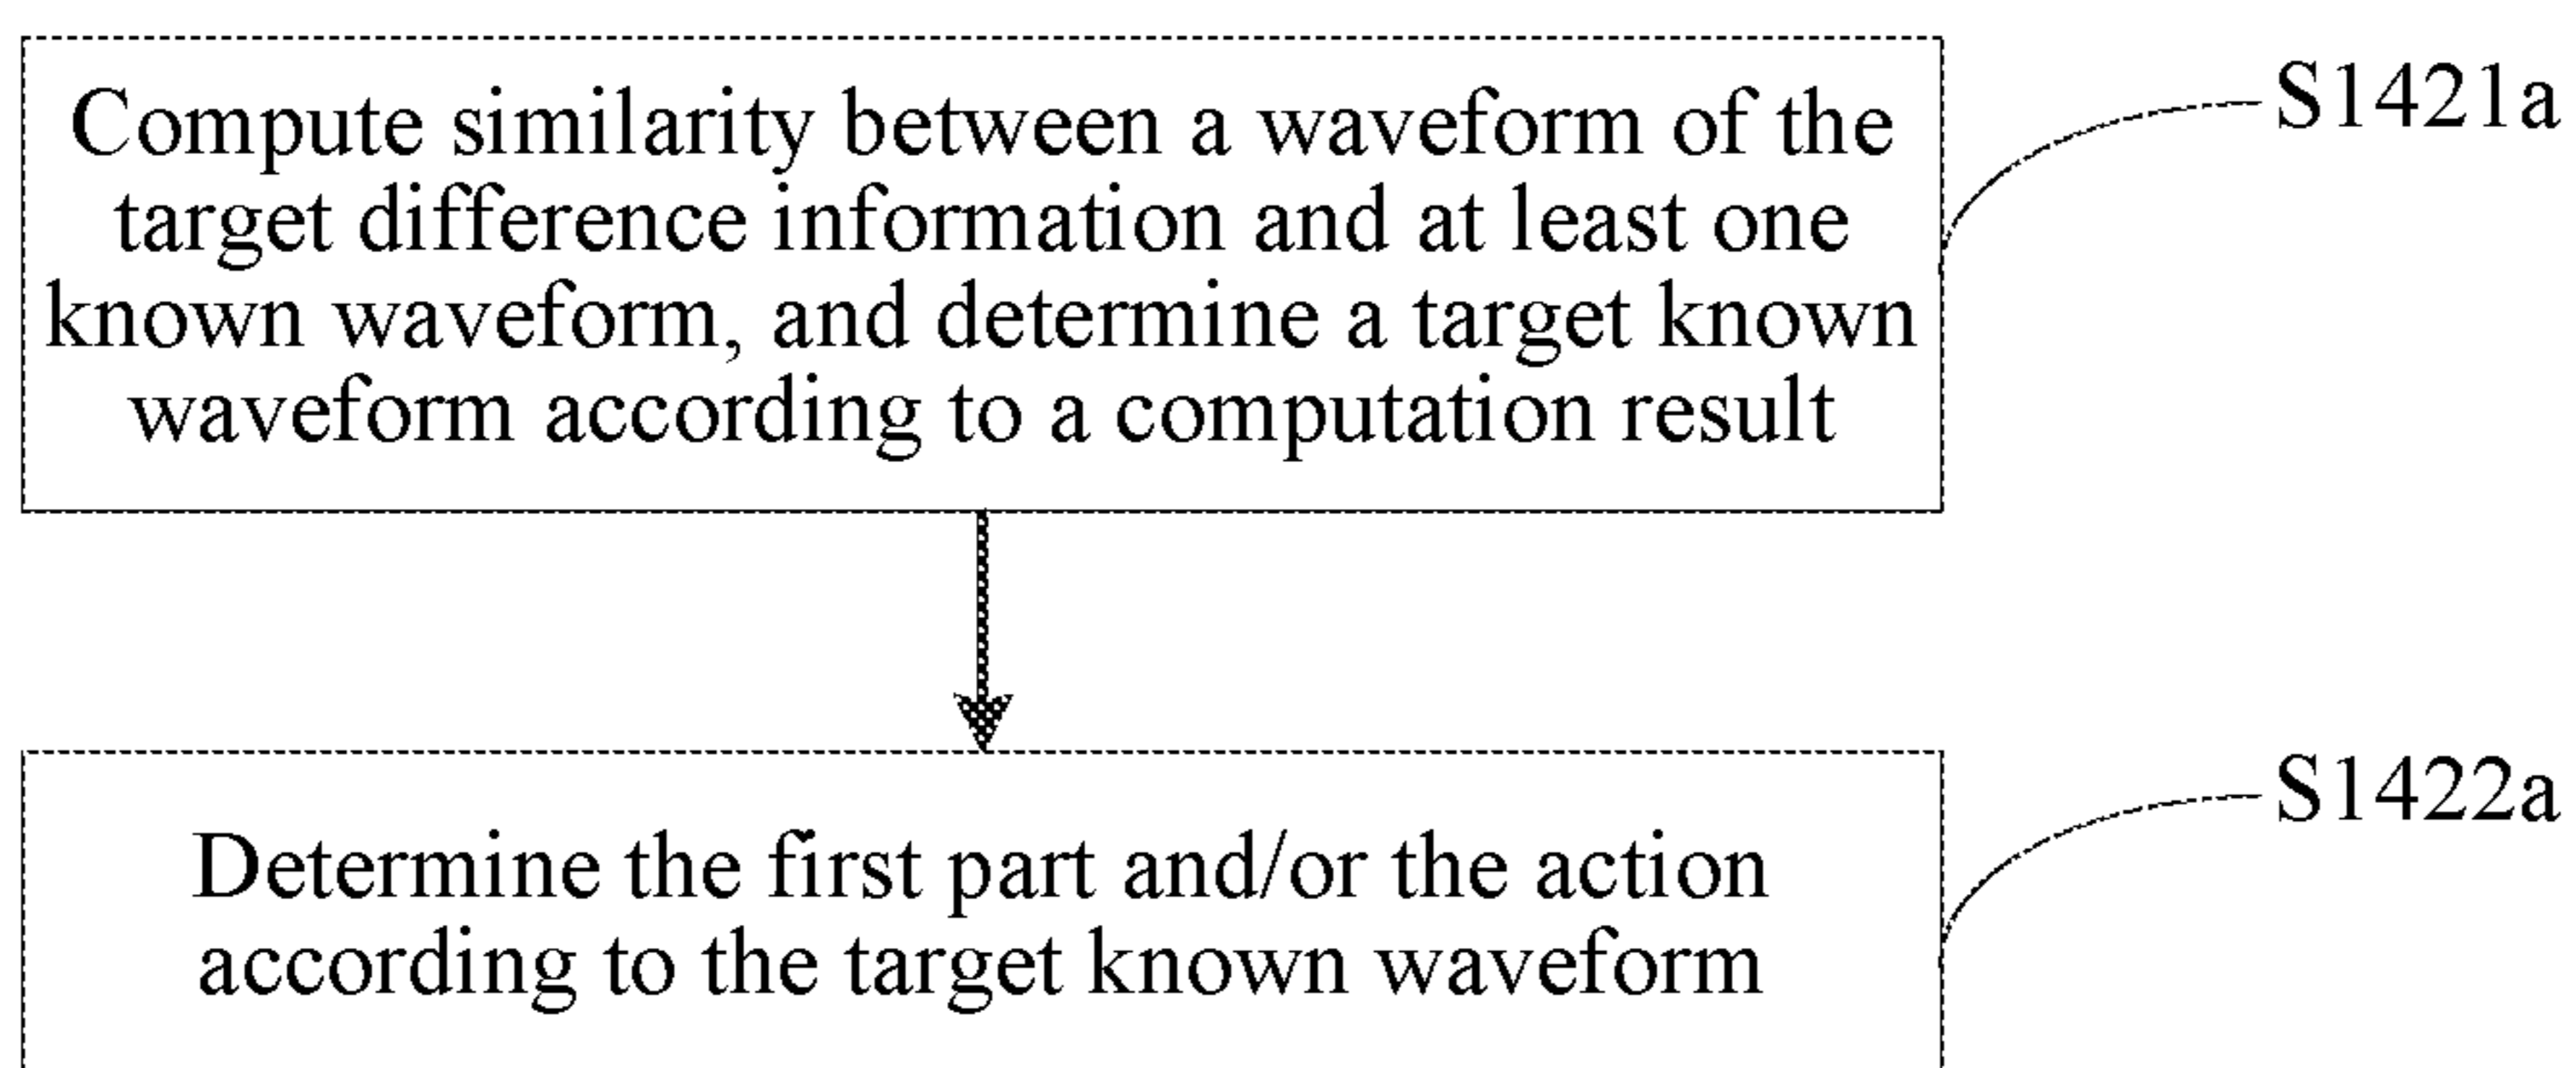 Compute similarity between a waveform of the
target difference information and at least one
known waveform, and determine a target known
waveform according to a computation result
S1421a
Determine the first part and/or the action
according to the target known waveform
S1422a